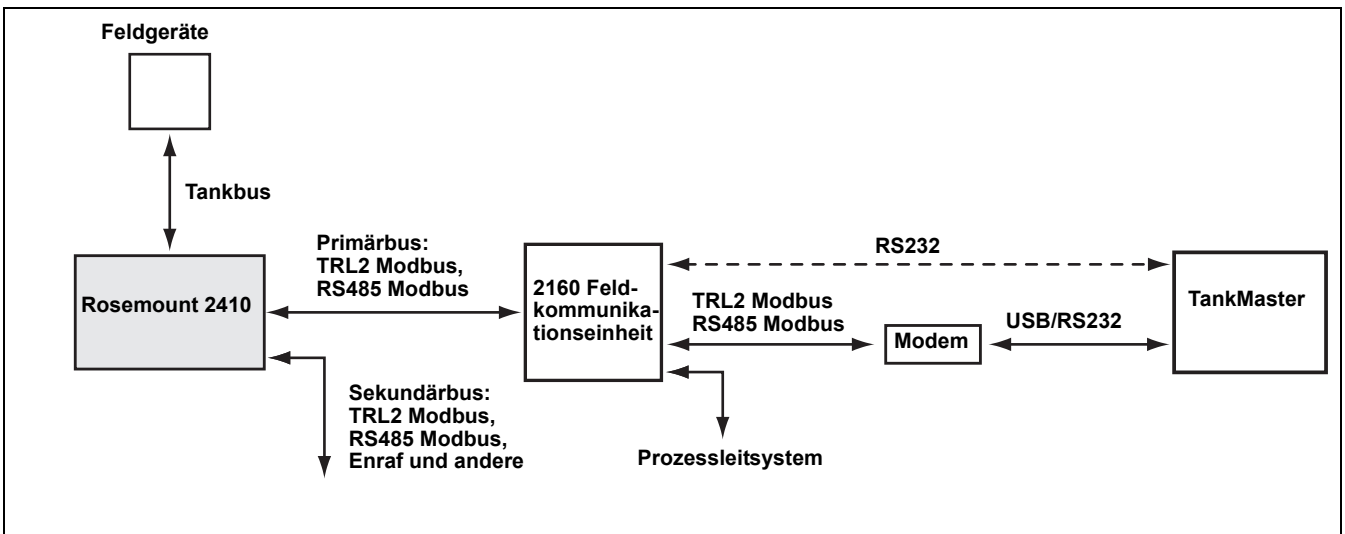 Feldgeräte
Tankbus
Primärbus:
TRL2 Modbus,
RS485 Modbus
Rosemount 2410
Sekundärbus:
TRL2 Modbus,
RS485 Modbus,
Enraf und andere
2160 Feld-
kommunika-
tionseinheit
RS232
TRL2 Modbus
RS485 Modbus
Modem
USB/RS232
TankMaster
Prozessleitsystem